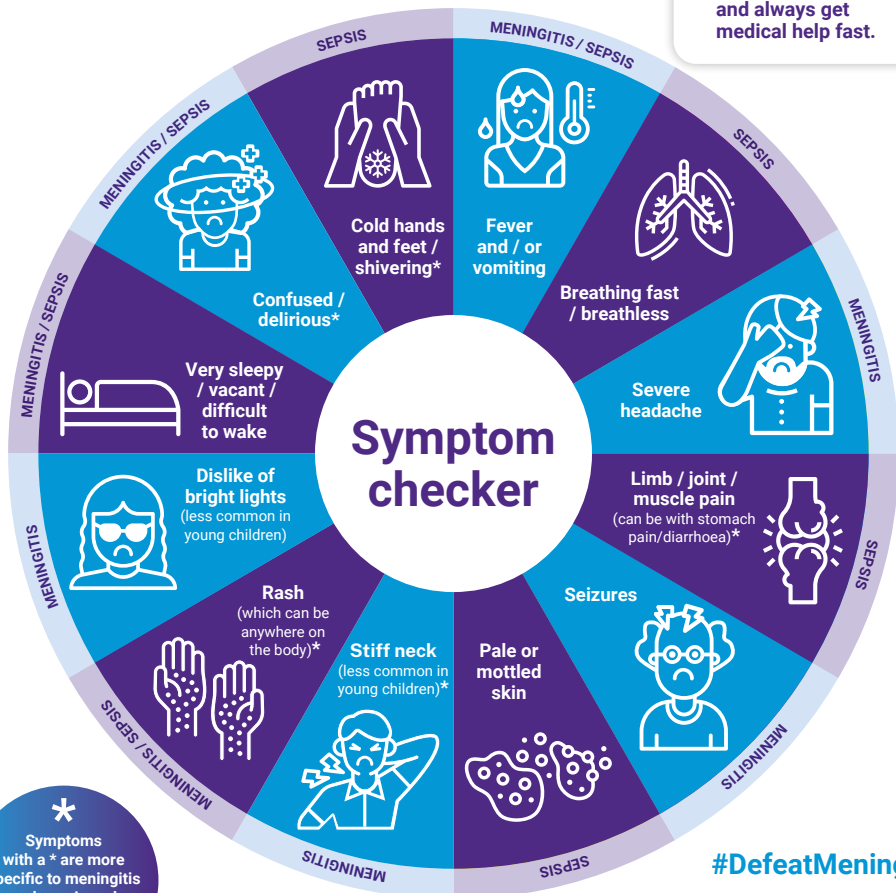 and always get
medical help fast.
MENINGITIS / SEPSIS
Fever
and / or
vomiting
SEPSIS
Breathing fast
/ breathless
MENINGITIS
Severe
headache
SEPSIS
Limb / joint /
muscle pain
(can be with stomach
pain/diarrhoea)*
MENINGITIS
Seizures
SEPSIS
Pale or
mottled
skin
MENINGITIS
Stiff neck
(less common in
young children)*
MENINGITIS / SEPSIS
Rash
(which can be
anywhere on
the body)*
MENINGITIS
Dislike of
bright lights
(less common in
young children)
MENINGITIS / SEPSIS
Very sleepy
/ vacant /
difficult
to wake
MENINGITIS / SEPSIS
Confused /
delirious*
SEPSIS
Cold hands
and feet /
shivering*
Symptom
checker
*
Symptoms
with a * are more
to meningitis
#DefeatMening